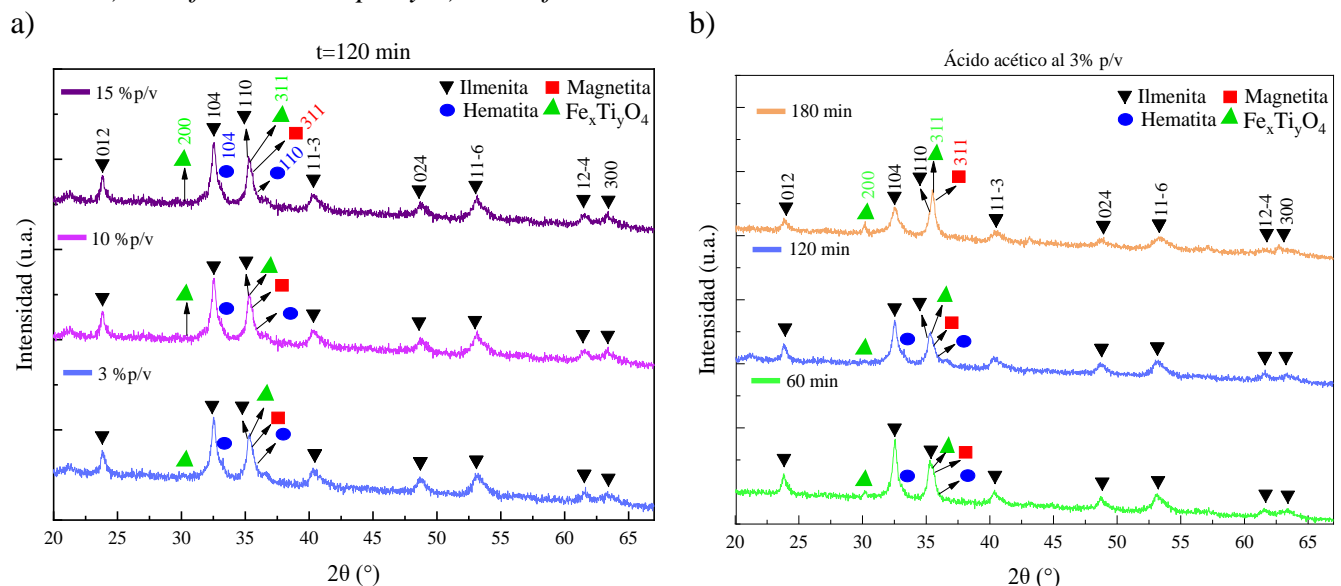 a)
t=120 min
15 %p/v
Ilmenita
Magnetita
Hematita
FexTiyO4
012
200
104
104
110
311
311
110
11-3
024
11-6
12-4
300
10 %p/v
3 %p/v
Intensidad (u.a.)
20 25 30 35 40 45 50 55 60 65
2θ (°)
b)
Ácido acético al 3% p/v
180 min
Ilmenita
Magnetita
Hematita
FexTiyO4
012
200
104
110
311
311
11-3
024
11-6
12-4
300
120 min
60 min
Intensidad (u.a.)
20 25 30 35 40 45 50 55 60 65
2θ (°)